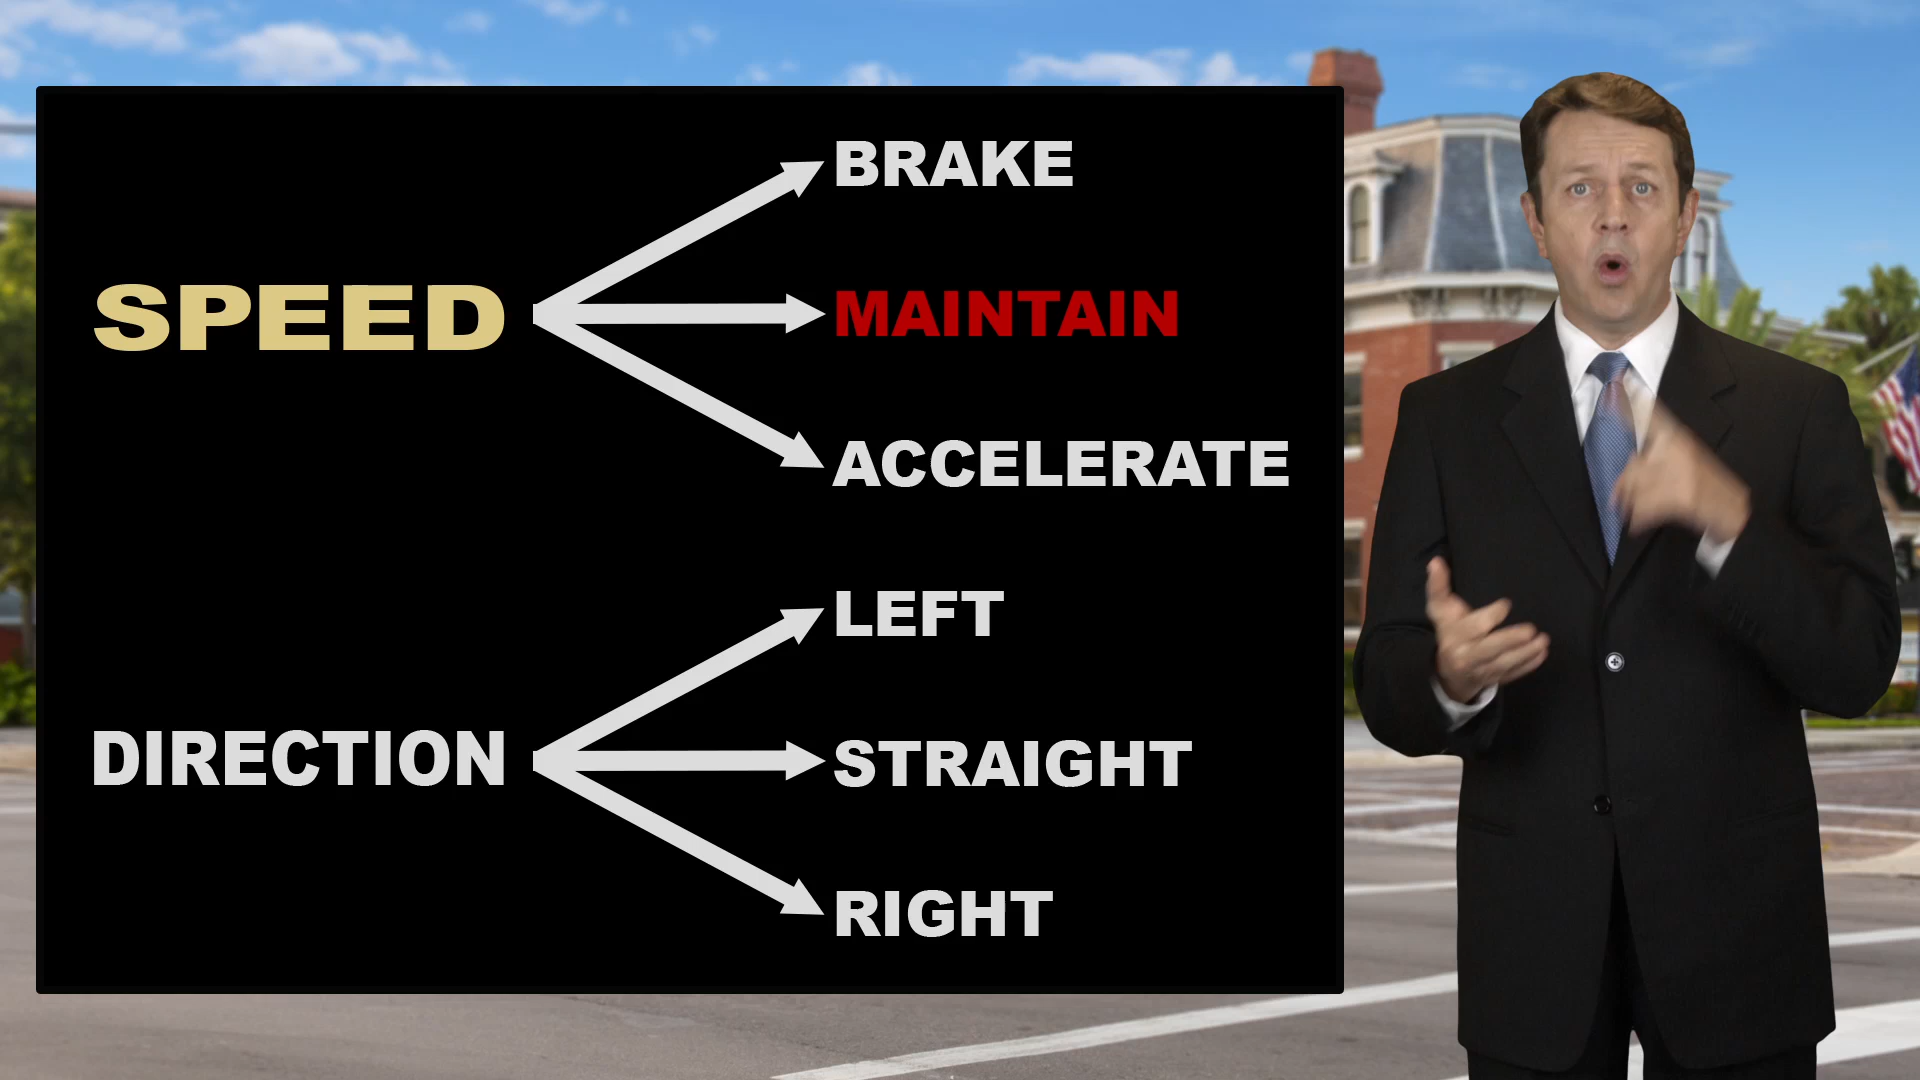 SPEED
BRAKE
MAINTAIN
ACCELERATE
DIRECTION
LEFT
STRAIGHT
RIGHT